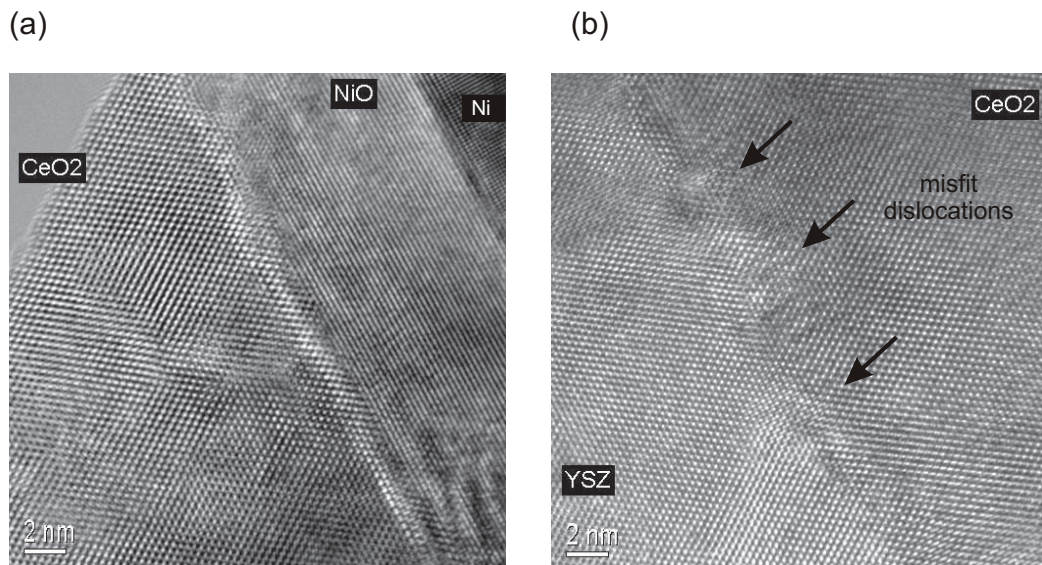 (a)
(b)
NiO
Ni
CeO2
2 nm
CeO2
misfit
dislocations
YSZ
2 nm